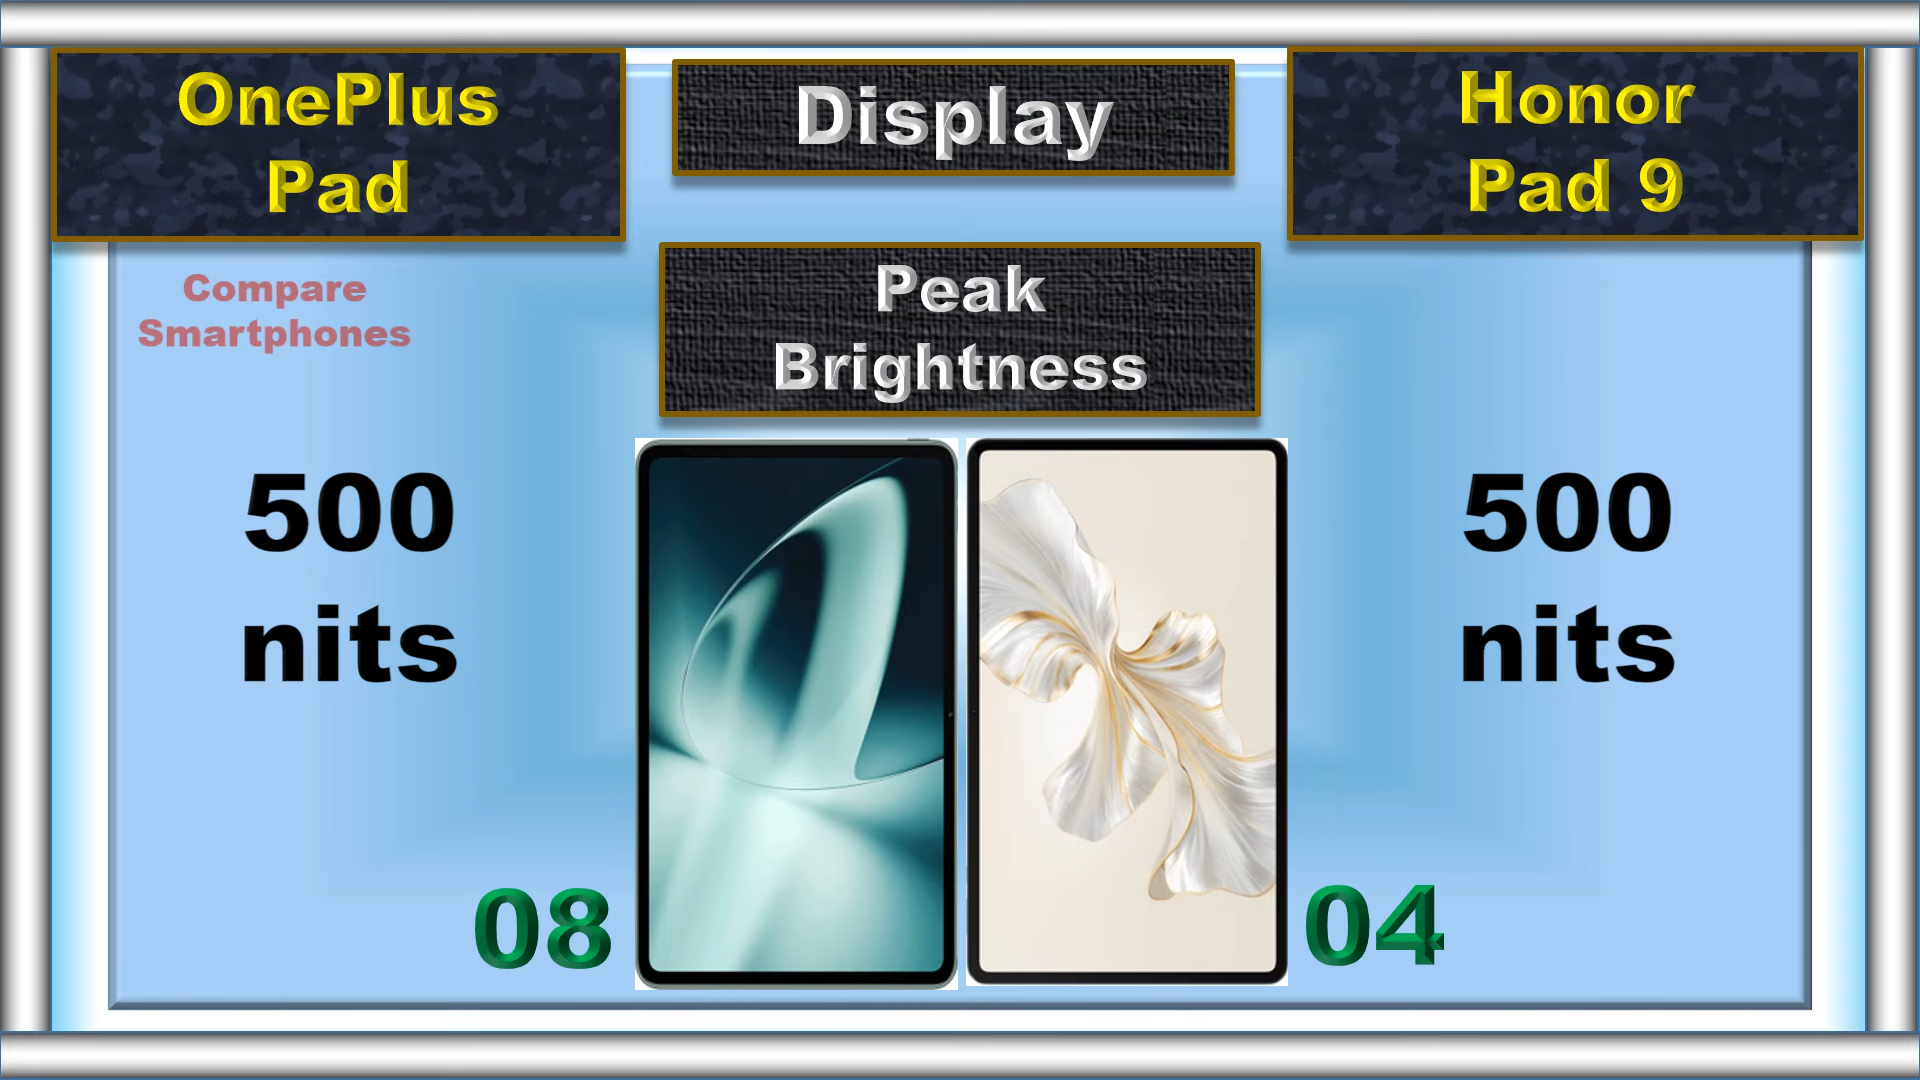 OnePlus
Pad
Display
Honor
Pad 9
Compare
Smartphones
Peak
Brightness
500
nits
500
nits
08
04